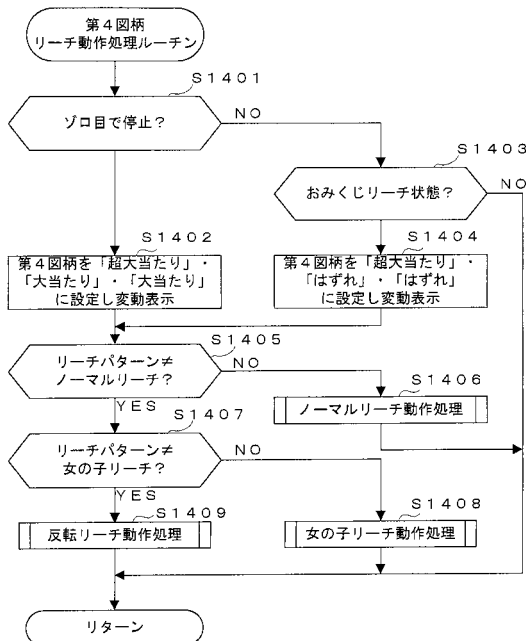 第４図柄
リーチ動作処理ルーチン
Ｓ１４０１
ゾロ目で停止？
ＮＯ
Ｓ１４０３
おみくじリーチ状態？
ＮＯ
Ｓ１４０２
第４図柄を「超大当たり」・
「大当たり」・「大当たり」
に設定し変動表示
Ｓ１４０４
第４図柄を「超大当たり」・
「はずれ」・「はずれ」
に設定し変動表示
Ｓ１４０５
リーチパターン≠
ノーマルリーチ？
ＮＯ
ＹＥＳ
Ｓ１４０６
ノーマルリーチ動作処理
Ｓ１４０７
リーチパターン≠
女の子リーチ？
ＮＯ
ＹＥＳ
Ｓ１４０９
反転リーチ動作処理
Ｓ１４０８
女の子リーチ動作処理
リターン